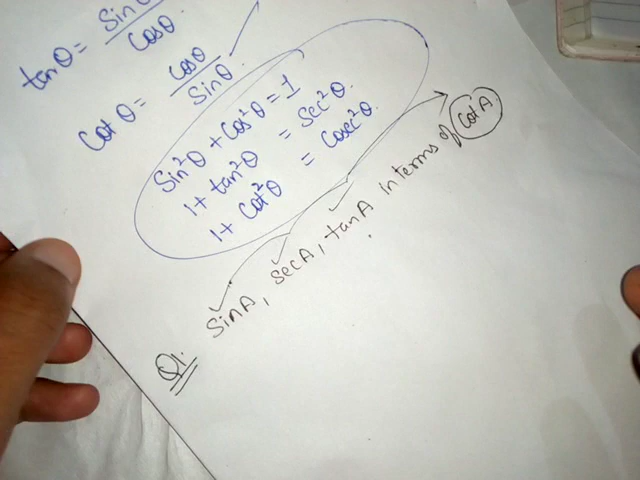 tanθ = Sinθ / Cosθ
Cotθ = Cosθ / Sinθ
Sin²θ + Cos²θ = 1
1 + tan²θ = Sec²θ.
1 + Cot²θ = Cosec²θ.
Q1. SinA, SecA, tanA in terms of Cot A